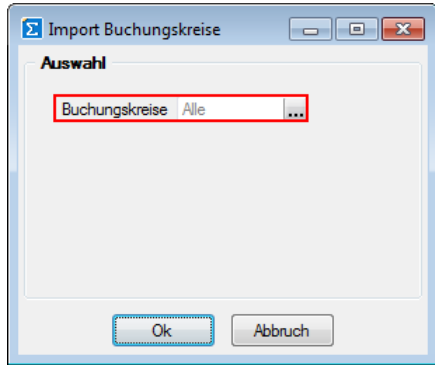 Import Buchungskreise
Auswahl
Buchungskreise Alle ...
Ok Abbruch